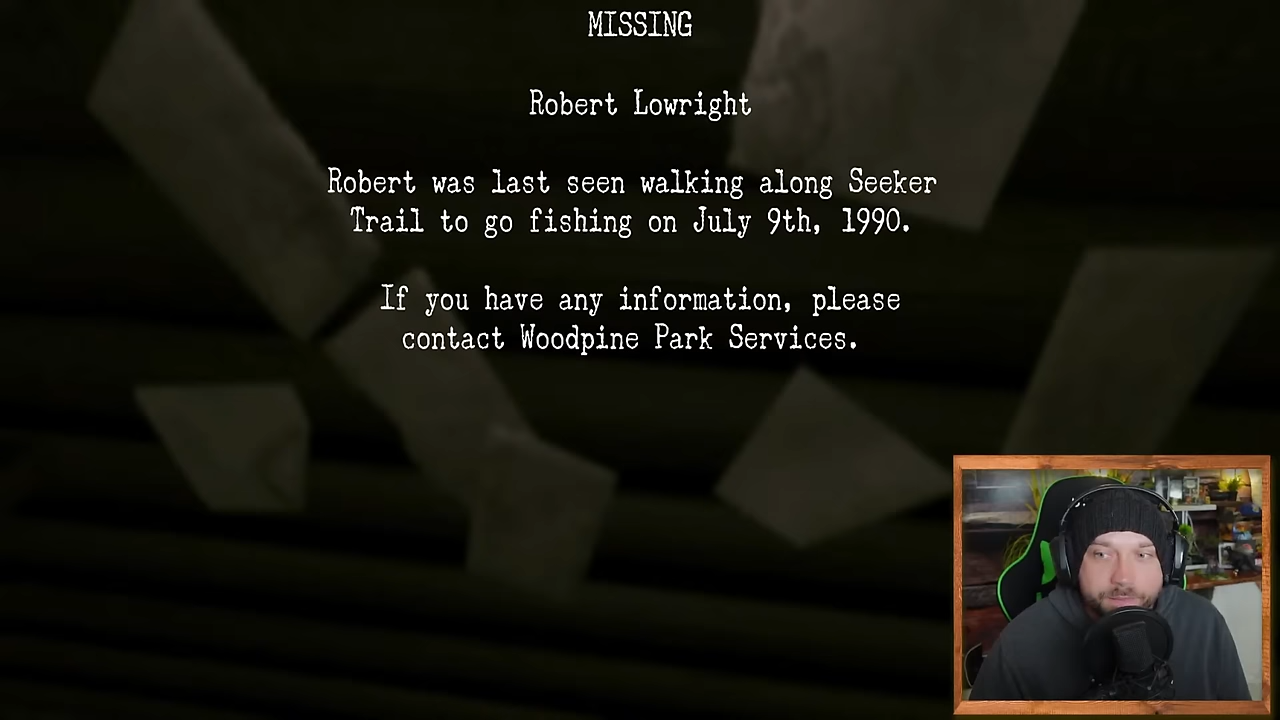 MISSING
Robert Lowright
Robert was last seen walking along Seeker
Trail to go fishing on July 9th, 1990.
If you have any information, please
contact Woodpine Park Services.